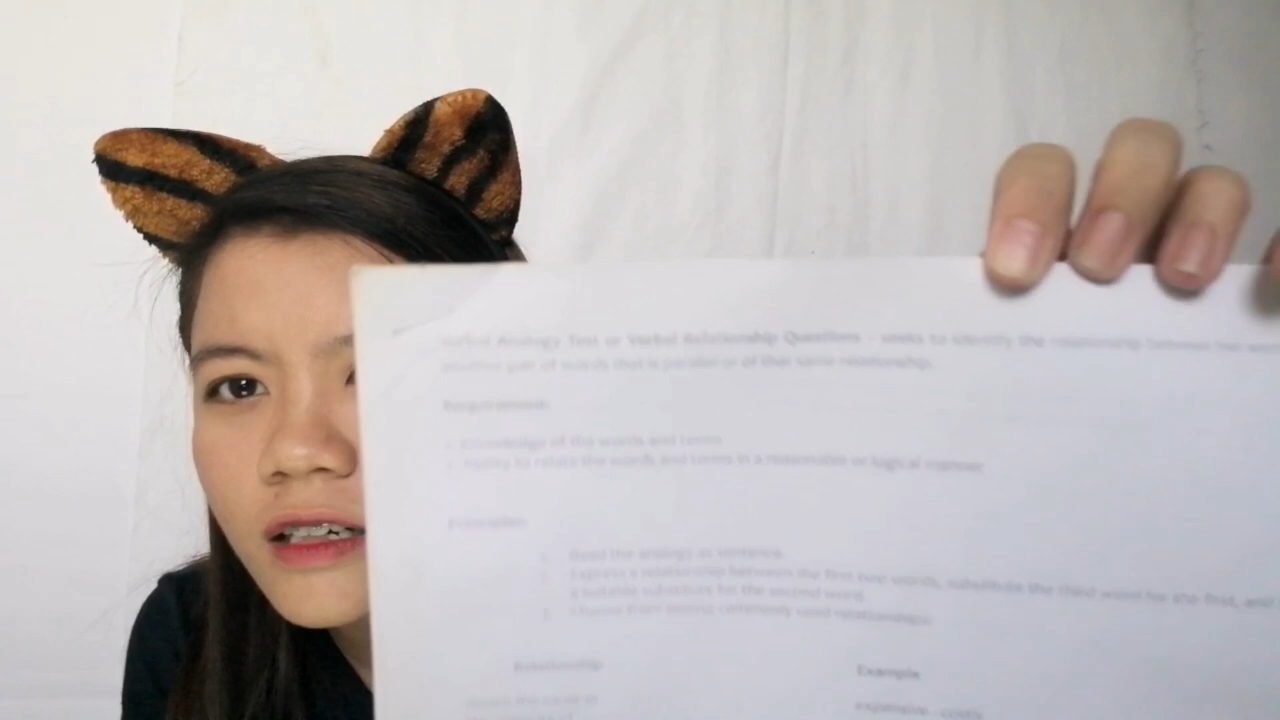 Verbal Analogy Test or Verbal Relationship Questions - seeks to identify the relationship between two
another pair of words that is parallel or of that same relationship.
Requirements
Knowledge of the words and terms
Ability to relate the words and terms in a reasonable or logical manner
Principles
Read the analogy as sentence.
Express a relationship between the first two words, substitute the third word for the first, and
a suitable substitute for the second word.
commonly used relationships:
Relationship Example
expensive - costly